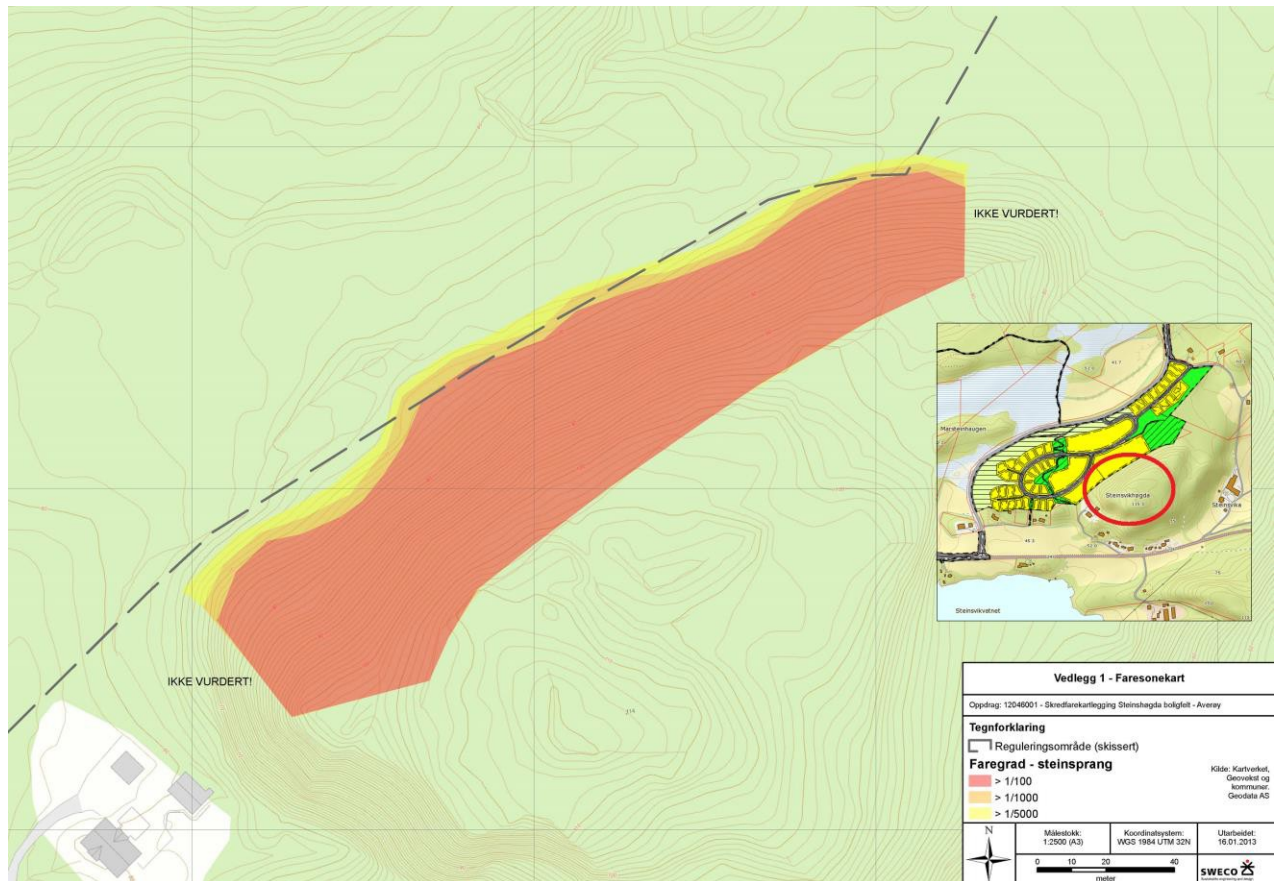 IKKE VURDERT!
IKKE VURDERT!
Marsteinhaugen
Steinsvikhøgda
Steinsvika
Steinsvikvatnet
Vedlegg 1 - Faresonekart
Oppdrag: 12046001 - Skredfarekartlegging Steinshøgda boligfelt - Averøy
Tegnforklaring
Reguleringsområde (skissert)
Faregrad - steinsprang
> 1/100
> 1/1000
> 1/5000
Kilde: Kartverket,
Geovekst og
kommuner.
Geodata AS
N
Målestokk:
1:2500 (A3)
Koordinatsystem:
WGS 1984 UTM 32N
Utarbeidet:
16.01.2013
0 10 20 40
meter
SWECO